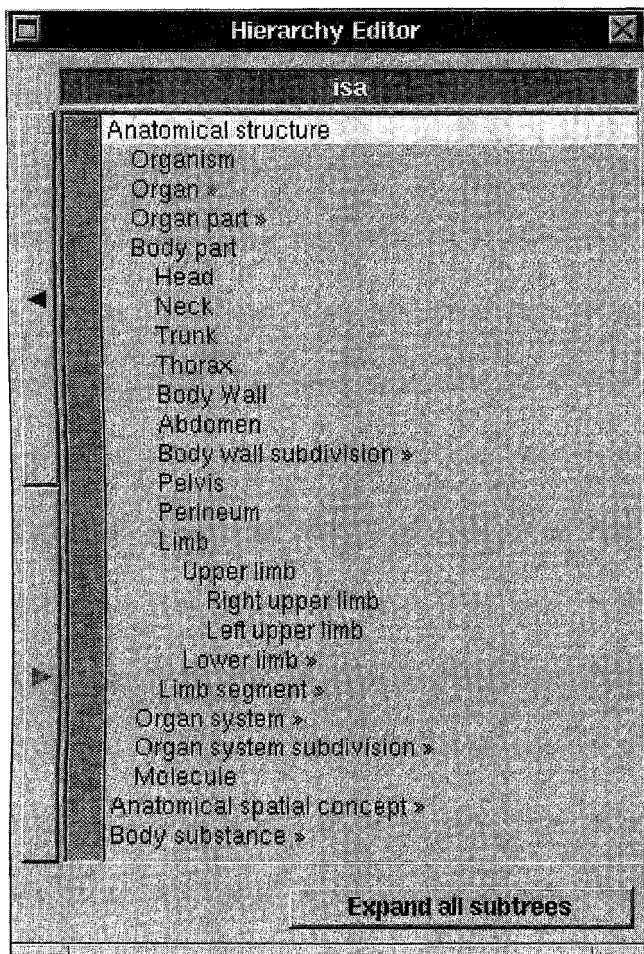 Hierarchy Editor
isa
Anatomical structure
Organism
Organ »
Organ part »
Body part
Head
Neck
Trunk
Thorax
Body Wall
Abdomen
Body wall subdivision »
Pelvis
Perineum
Limb
Upper limb
Right upper limb
Left upper limb
Lower limb »
Limb segment »
Organ system »
Organ system subdivision »
Molecule
Anatomical spatial concept »
Body substance »
Expand all subtrees